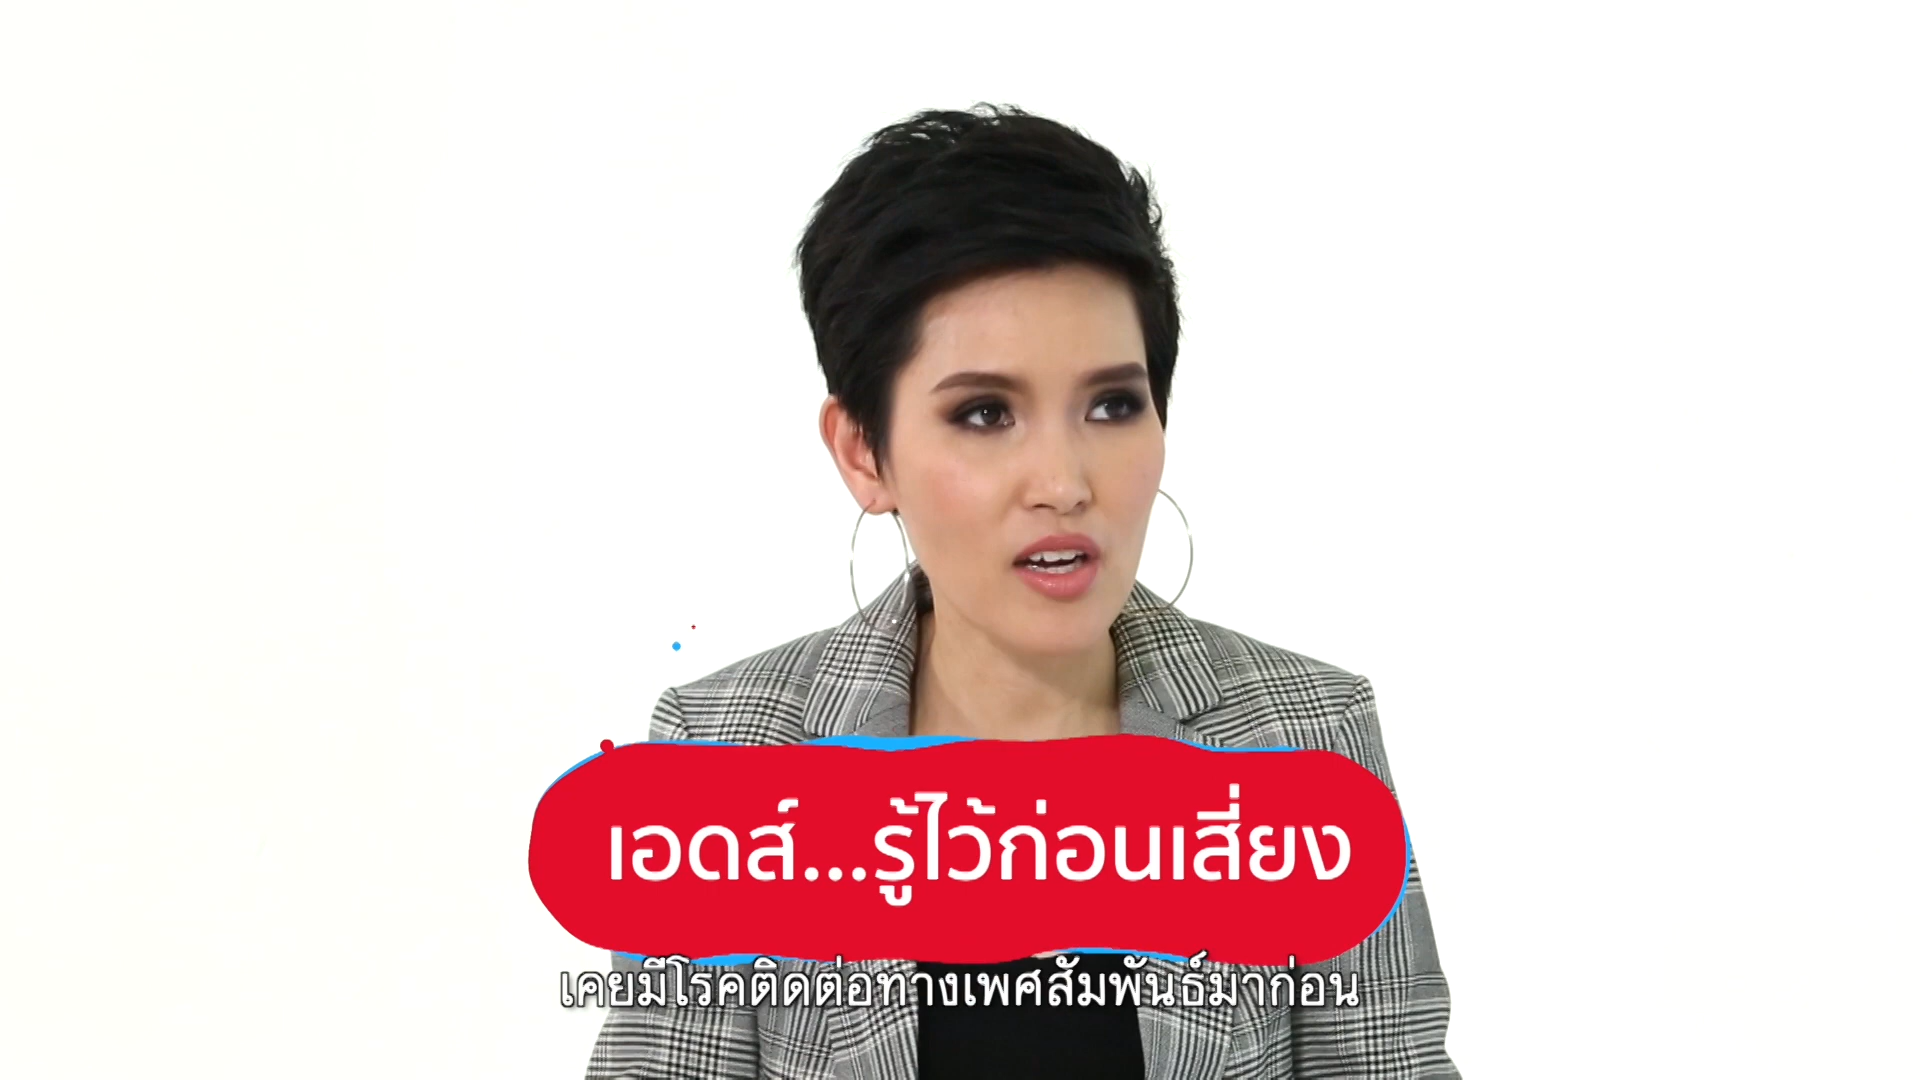 เอดส์...รู้ไว้ก่อนเสี่ยง
เคยมีโรคติดต่อทางเพศสัมพันธ์มาก่อน